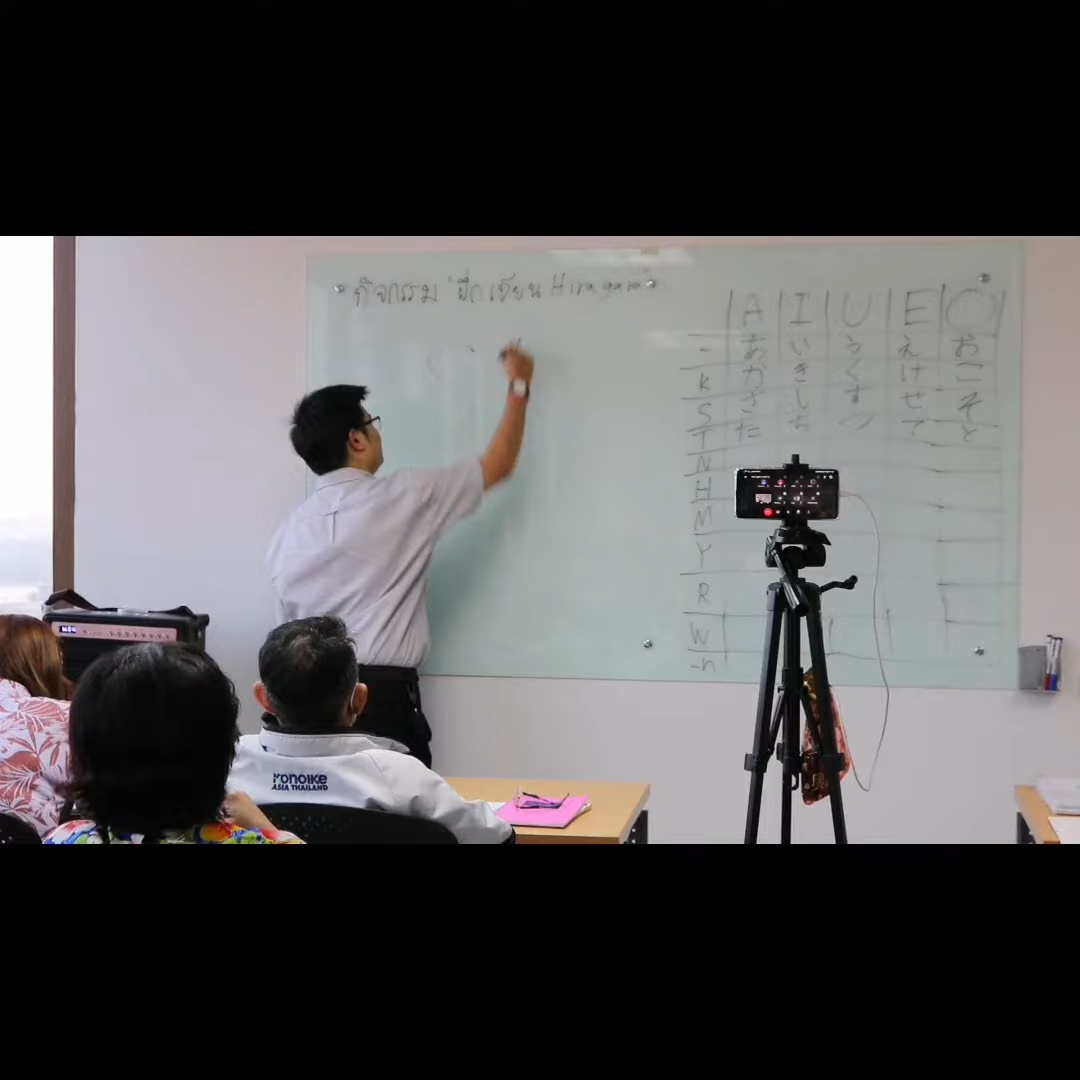 กิจกรรม "ฝึกเขียน Hiragana"
A I U E O
- あ い う え お
K か き く け こ
S さ し す せ そ
T た ち つ て と
N
H
M
Y
R
W
-n
KONOIKE
ASIA THAILAND